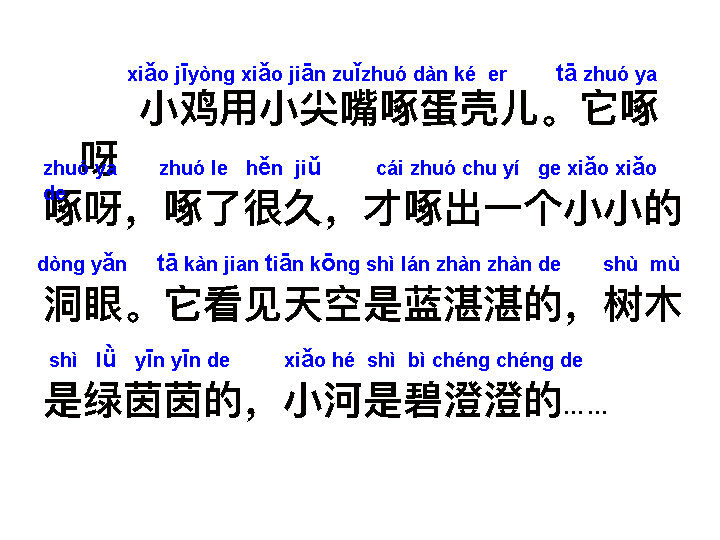 xiǎo jīyòng xiǎo jiān zuǐzhuó dàn ké er tā zhuó ya
小鸡用小尖嘴啄蛋壳儿。它啄
呀
zhuó ya zhuó le hěn jiǔ cái zhuó chu yí ge xiǎo xiǎo
de
啄呀，啄了很久，才啄出一个小小的
dòng yǎn tā kàn jian tiān kōng shì lán zhàn zhàn de shù mù
洞眼。它看见天空是蓝湛湛的，树木
shì lǜ yīn yīn de xiǎo hé shì bì chéng chéng de
是绿茵茵的，小河是碧澄澄的……